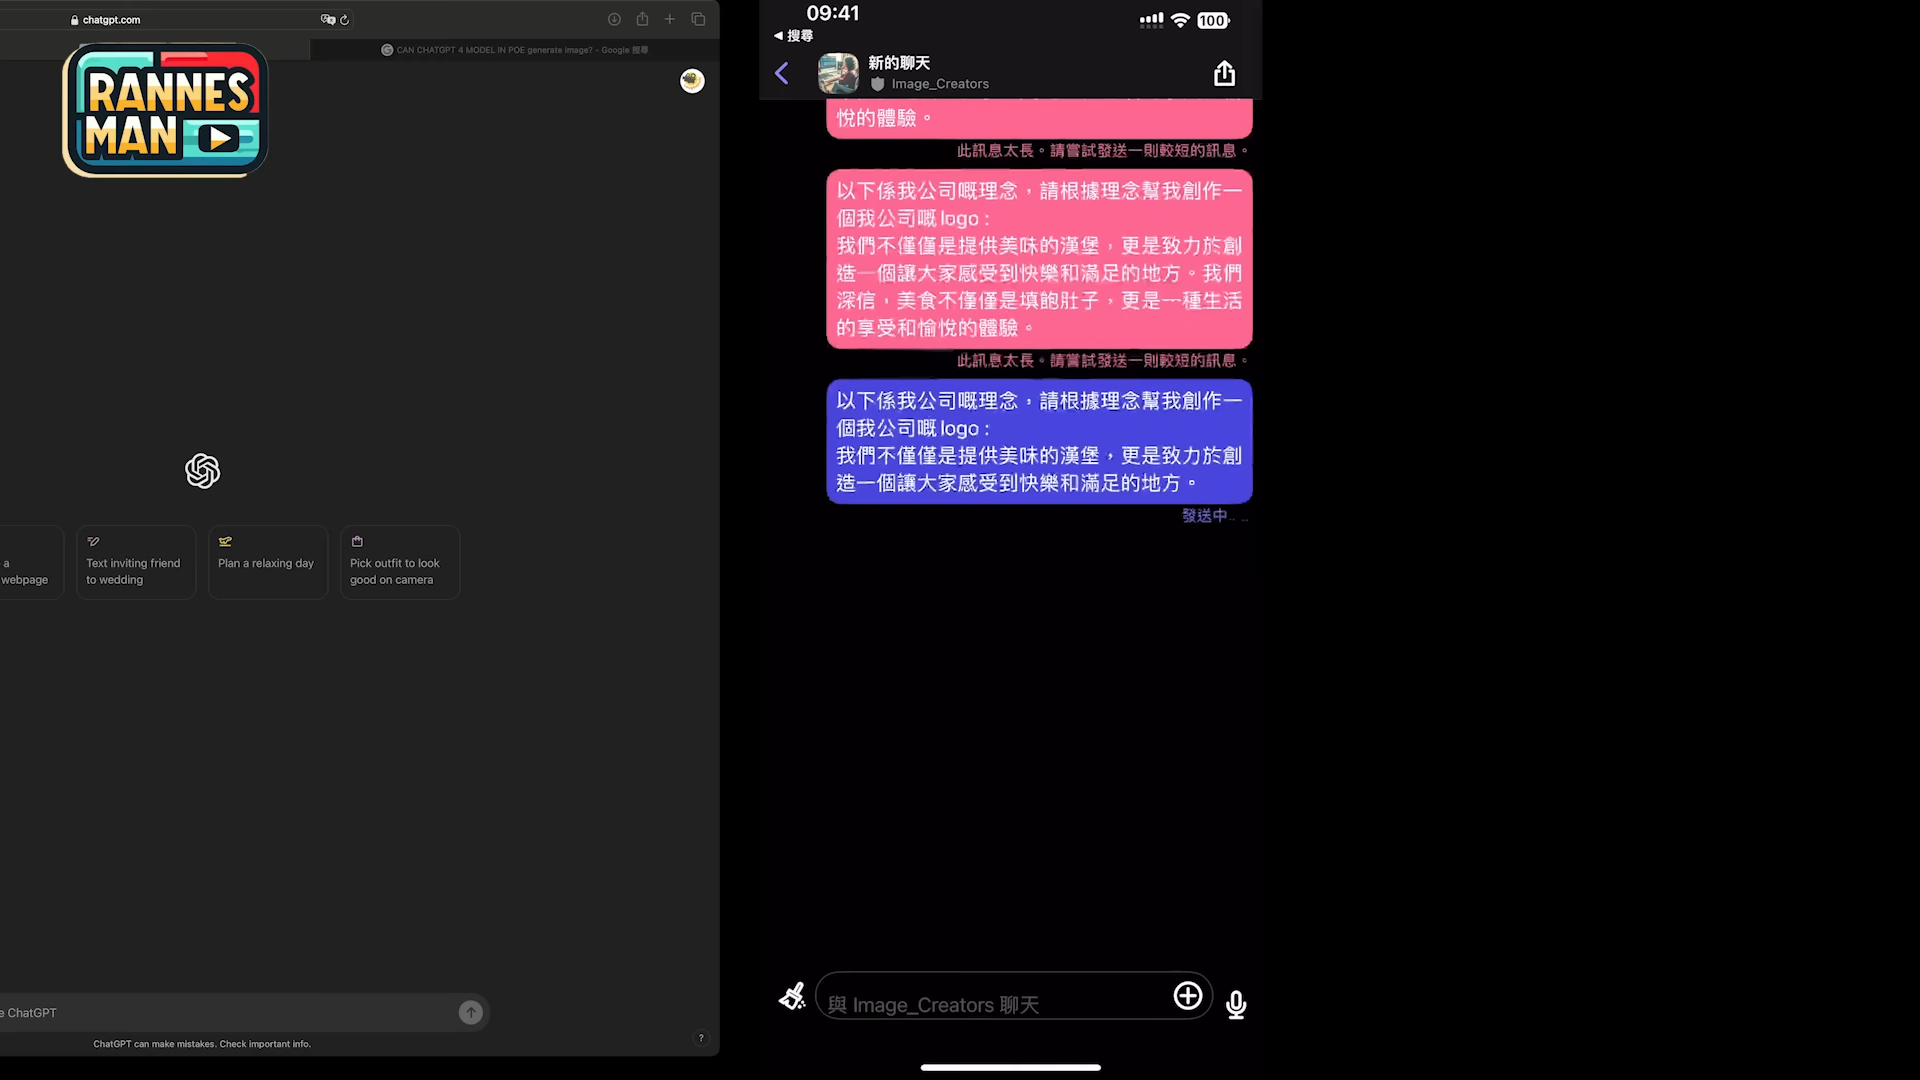 chatgpt.com
CAN CHATGPT 4 MODEL IN POE generate image? - Google 搜尋
RANNES
MAN
a
webpage
Text inviting friend
to wedding
Plan a relaxing day
Pick outfit to look
good on camera
e ChatGPT
ChatGPT can make mistakes. Check important info.
?
09:41
100
◀ 搜尋
新的聊天
Image_Creators
悅的體驗。
此訊息太長。請嘗試發送一則較短的訊息。
以下係我公司嘅理念，請根據理念幫我創作一
個我公司嘅 logo :
我們不僅僅是提供美味的漢堡，更是致力於創
造一個讓大家感受到快樂和滿足的地方。我們
深信，美食不僅僅是填飽肚子，更是一種生活
的享受和愉悅的體驗。
此訊息太長。請嘗試發送一則較短的訊息。
以下係我公司嘅理念，請根據理念幫我創作一
個我公司嘅 logo :
我們不僅僅是提供美味的漢堡，更是致力於創
造一個讓大家感受到快樂和滿足的地方。
發送中... ...
與 Image_Creators 聊天